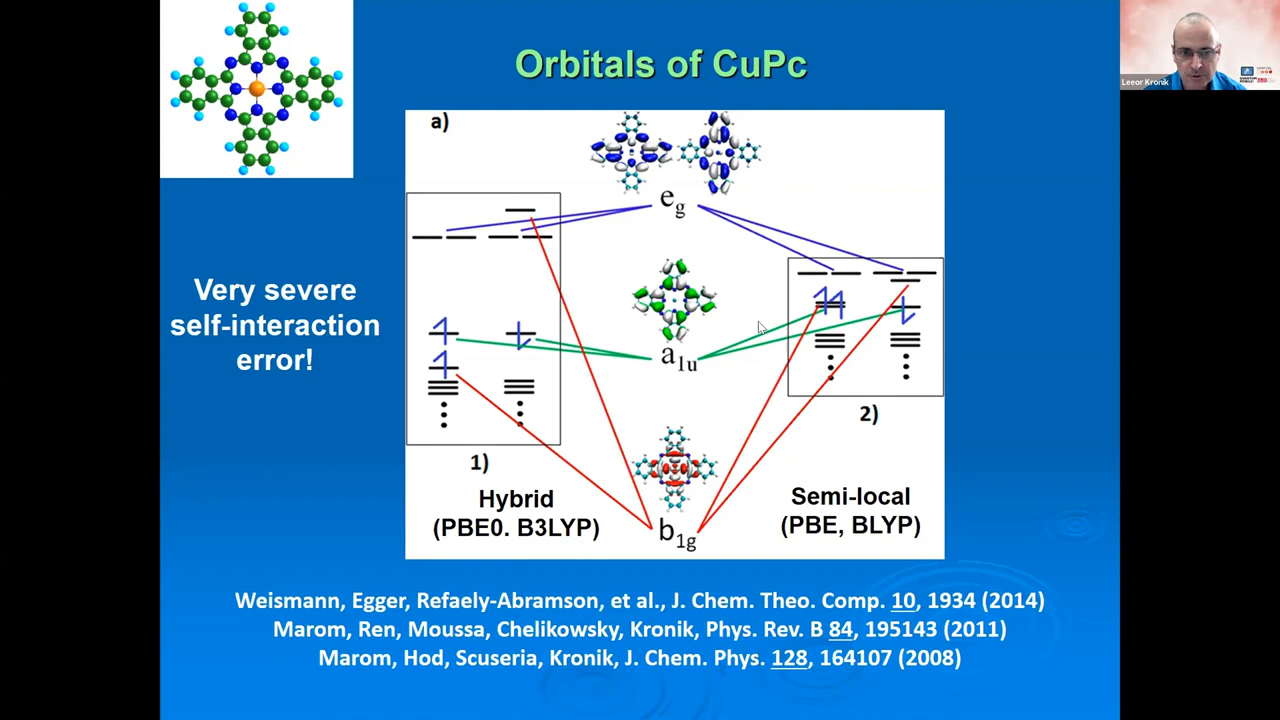 Orbitals of CuPc
Leeor Kronik
a)
e_g
Very severe
self-interaction
error!
a_1u
2)
1)
Hybrid
(PBE0. B3LYP)
Semi-local
(PBE, BLYP)
b_1g
Weismann, Egger, Refaely-Abramson, et al., J. Chem. Theo. Comp. 10, 1934 (2014)
Marom, Ren, Moussa, Chelikowsky, Kronik, Phys. Rev. B 84, 195143 (2011)
Marom, Hod, Scuseria, Kronik, J. Chem. Phys. 128, 164107 (2008)